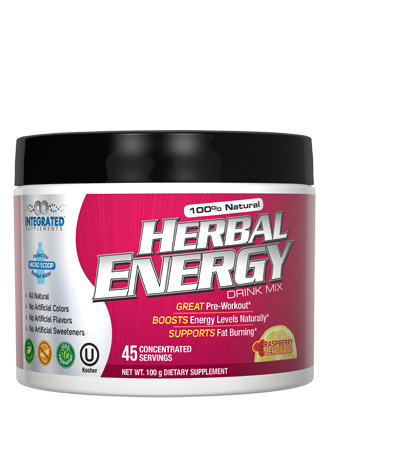 100% Natural
HERBAL
ENERGY
DRINK MIX
GREAT Pre-Workout*
BOOSTS Energy Levels Naturally*
SUPPORTS Fat Burning*
45 CONCENTRATED
SERVINGS
NET WT. 100 g DIETARY SUPPLEMENT
INTEGRATED
SUPPLEMENTS
MICRO SCOOP
• All Natural
• No Artificial Colors
• No Artificial Flavors
• No Artificial Sweeteners
U
Kosher
RASPBERRY
LEMONADE